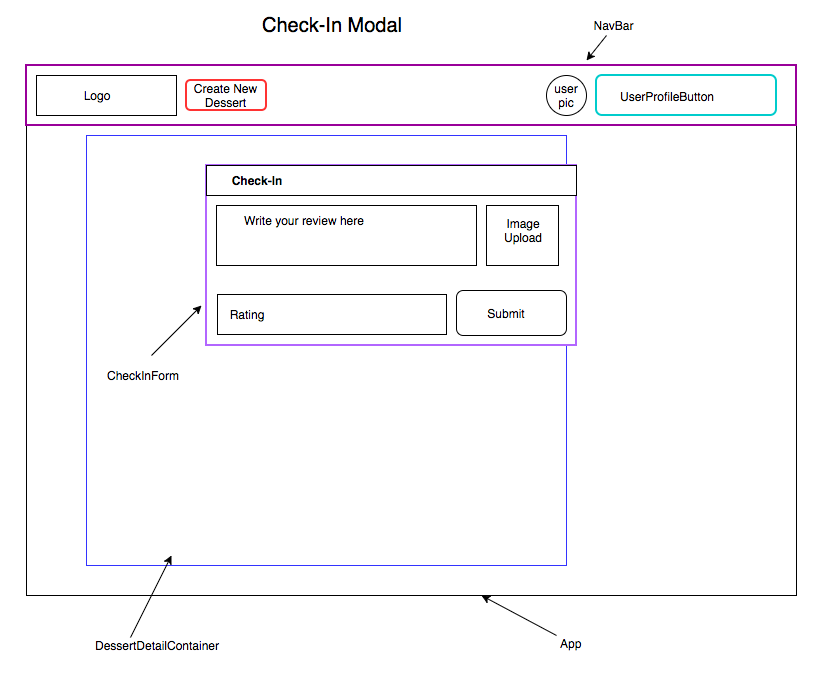 Check-In Modal
NavBar
Logo
Create New
Dessert
user
pic
UserProfileButton
Check-In
Write your review here
Image
Upload
Rating
Submit
CheckInForm
DessertDetailContainer
App